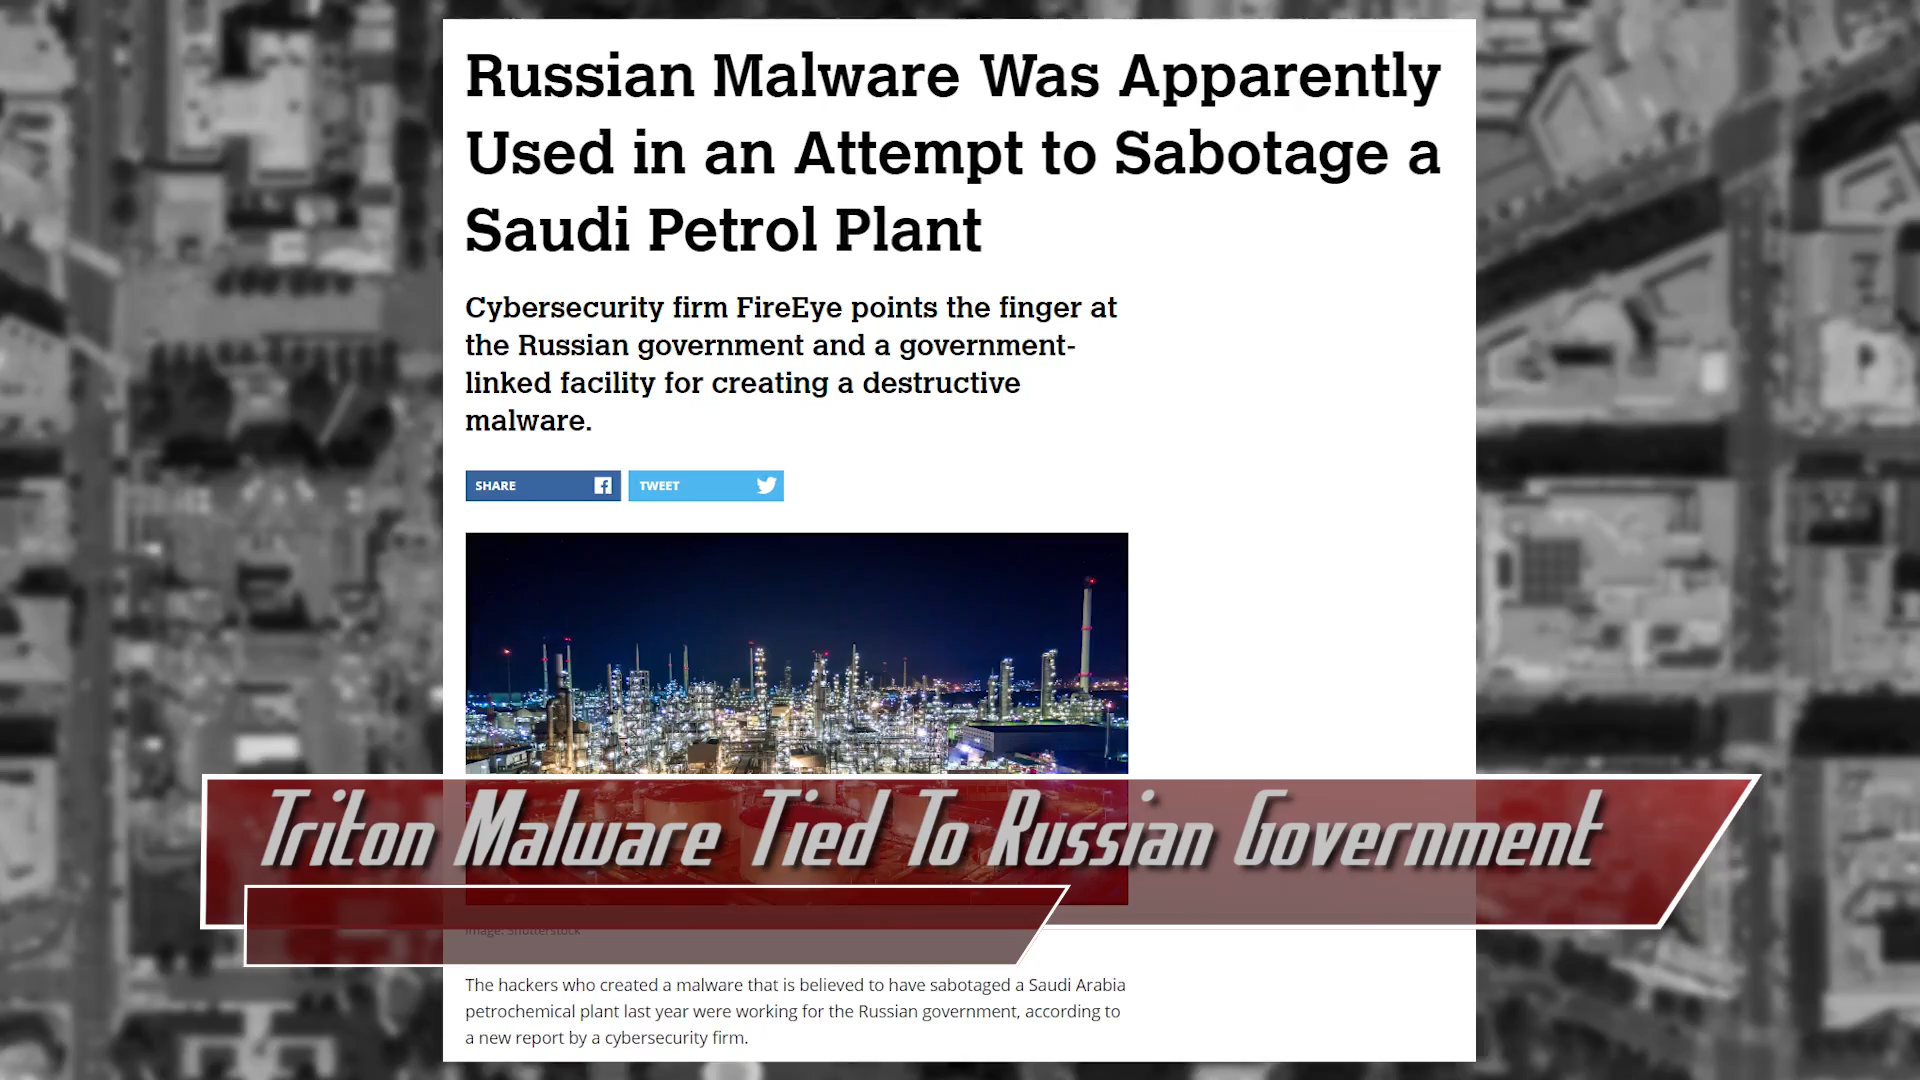 Russian Malware Was Apparently
Used in an Attempt to Sabotage a
Saudi Petrol Plant
Cybersecurity firm FireEye points the finger at
the Russian government and a government-
linked facility for creating a destructive
malware.
SHARE
TWEET
Triton Malware Tied To Russian Government
Image: Shutterstock
The hackers who created a malware that is believed to have sabotaged a Saudi Arabia
petrochemical plant last year were working for the Russian government, according to
a new report by a cybersecurity firm.